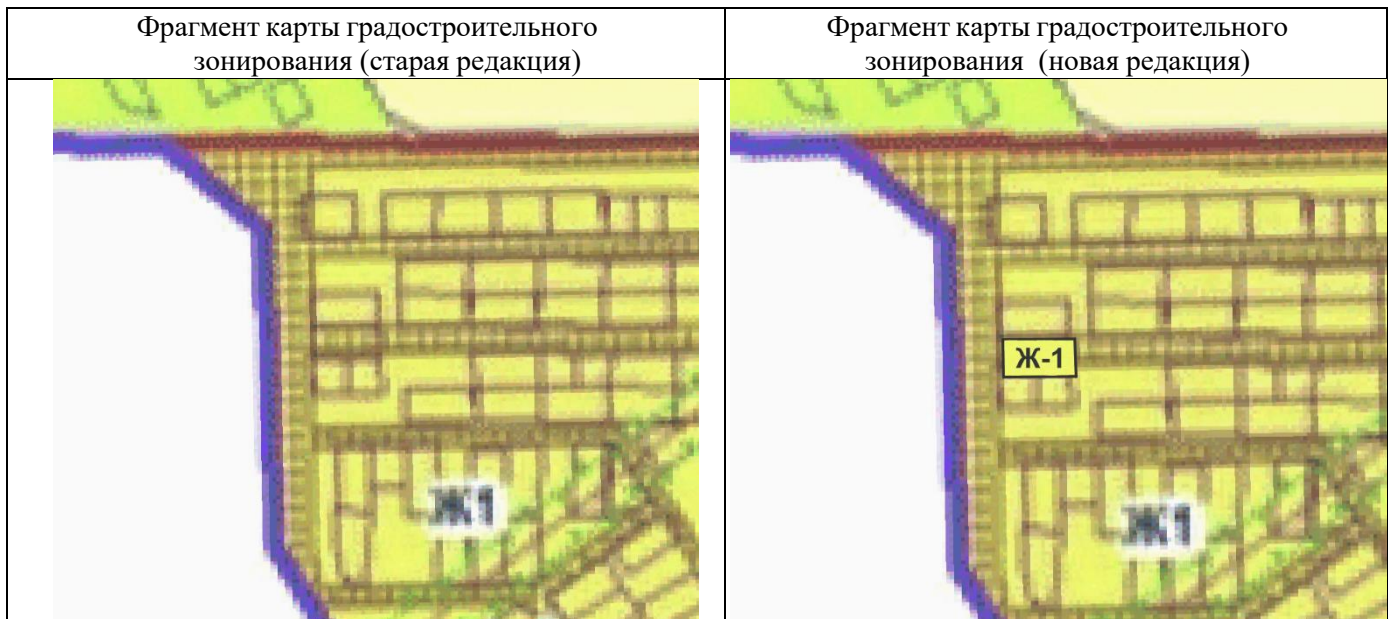 Фрагмент карты градостроительного
зонирования (старая редакция)
Фрагмент карты градостроительного
зонирования (новая редакция)
Ж1
Ж-1
Ж1